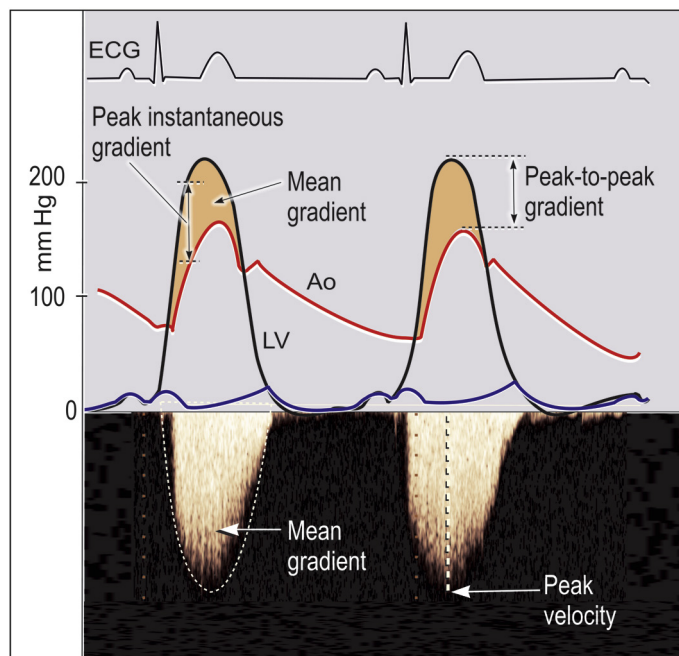 ECG
Peak instantaneous
gradient
Mean
gradient
Peak-to-peak
gradient
200
mm Hg
100
0
Ao
LV
Mean
gradient
Peak
velocity